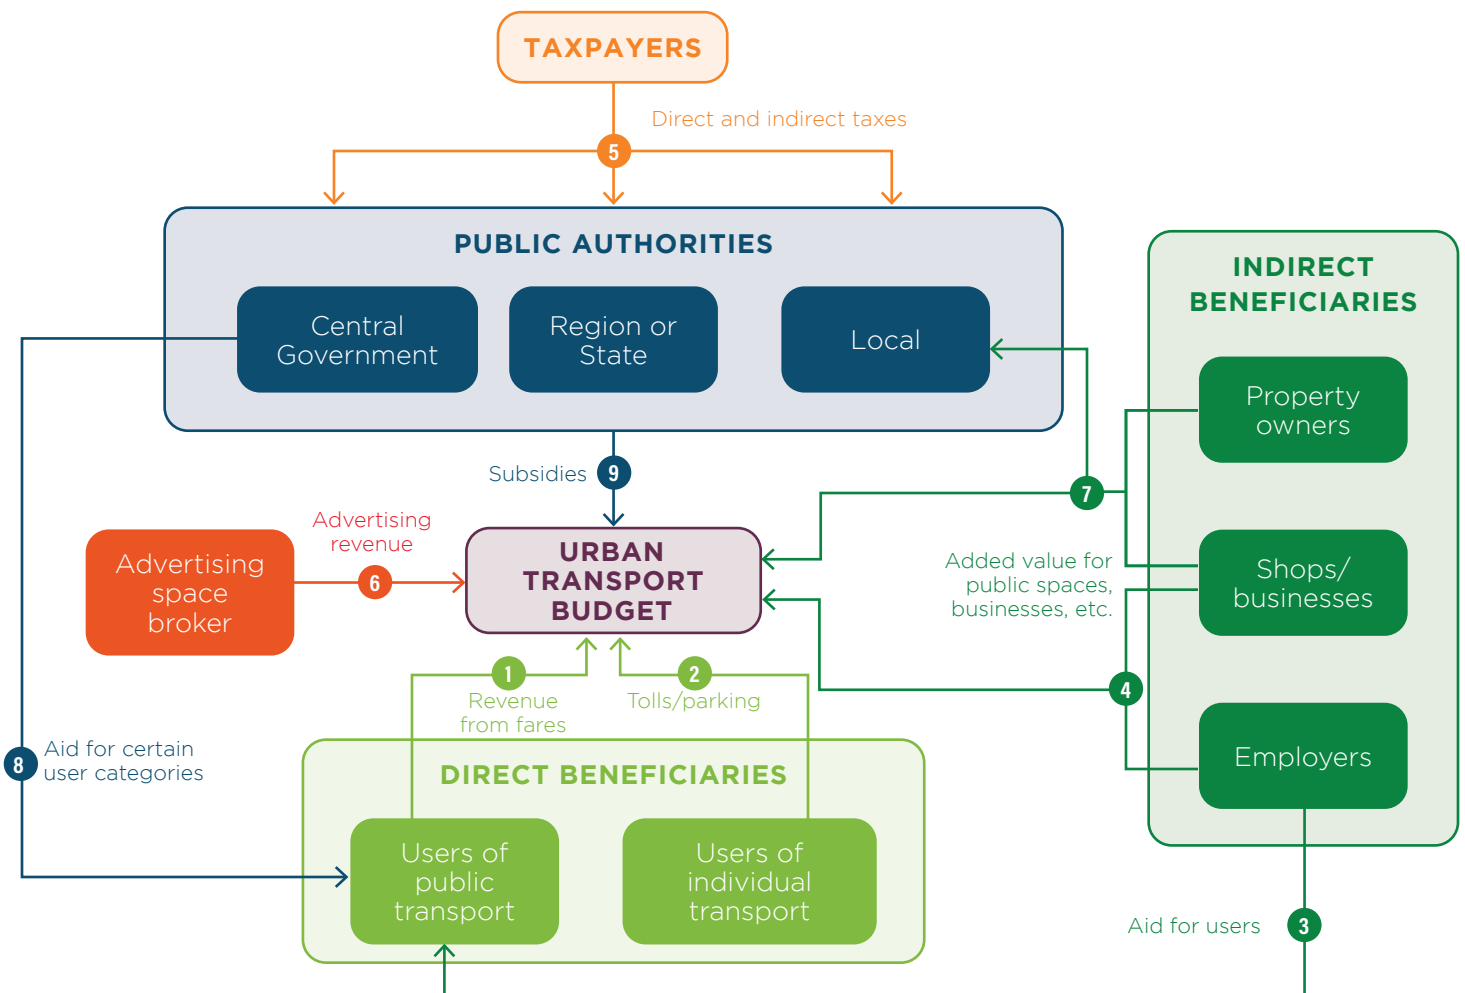 TAXPAYERS
Direct and indirect taxes
5
PUBLIC AUTHORITIES
Central
Government
Region or
State
Local
INDIRECT
BENEFICIARIES
Property
owners
Shops/
businesses
Employers
Subsidies
9
7
Advertising
revenue
6
Advertising
space
broker
URBAN
TRANSPORT
BUDGET
Added value for
public spaces,
businesses, etc.
4
1
Revenue
from fares
2
Tolls/parking
8
Aid for certain
user categories
DIRECT BENEFICIARIES
Users of
public
transport
Users of
individual
transport
Aid for users
3